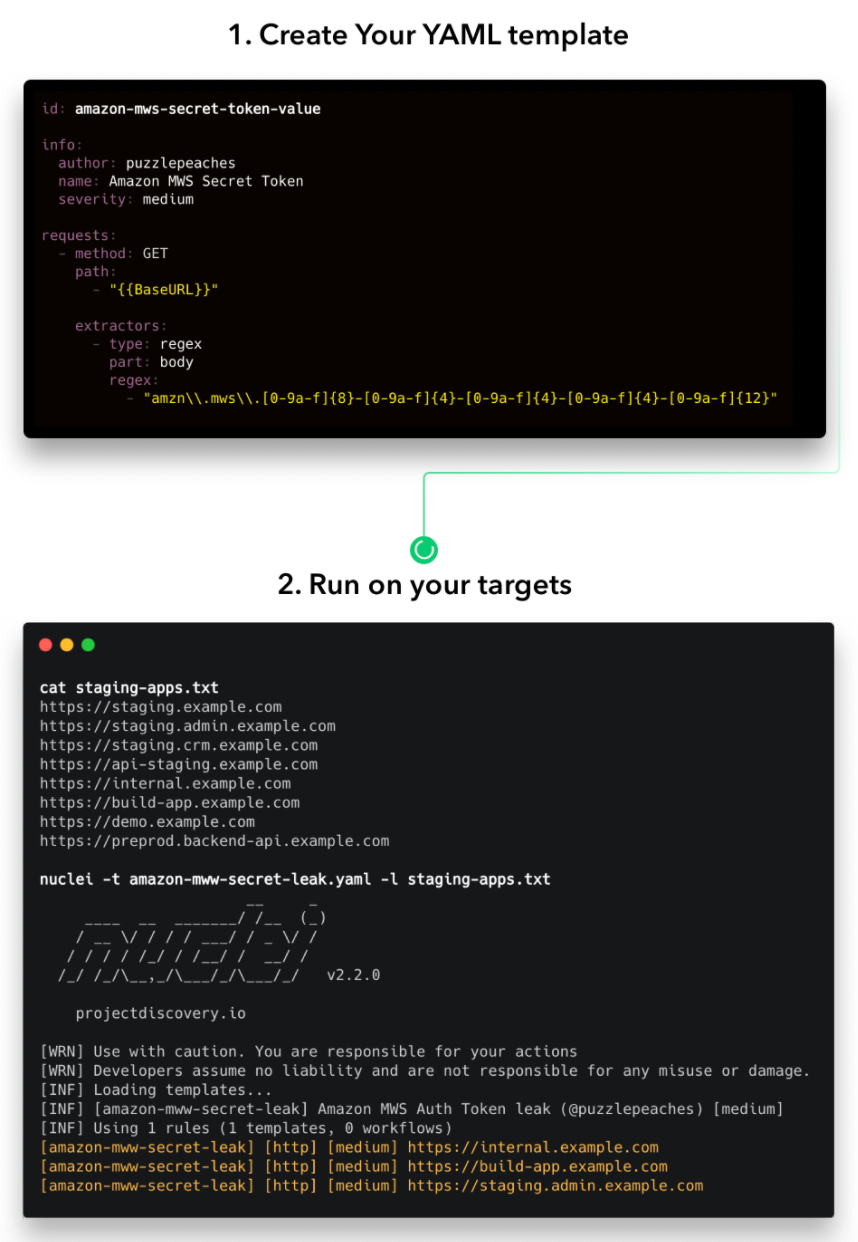 1. Create Your YAML template
id: amazon-mws-secret-token-value
info:
  author: puzzlepeaches
  name: Amazon MWS Secret Token
  severity: medium
requests:
  - method: GET
    path:
      - "{{BaseURL}}"
    extractors:
      - type: regex
        part: body
        regex:
          - "amzn\\.mws\\.[0-9a-f]{8}-[0-9a-f]{4}-[0-9a-f]{4}-[0-9a-f]{4}-[0-9a-f]{12}"
2. Run on your targets
cat staging-apps.txt
https://staging.example.com
https://staging.admin.example.com
https://staging.crm.example.com
https://api-staging.example.com
https://internal.example.com
https://build-app.example.com
https://demo.example.com
https://preprod.backend-api.example.com
nuclei -t amazon-mww-secret-leak.yaml -l staging-apps.txt
nuclei v2.2.0
projectdiscovery.io
[WRN] Use with caution. You are responsible for your actions
[WRN] Developers assume no liability and are not responsible for any misuse or damage.
[INF] Loading templates...
[INF] [amazon-mww-secret-leak] Amazon MWS Auth Token leak (@puzzlepeaches) [medium]
[INF] Using 1 rules (1 templates, 0 workflows)
[amazon-mww-secret-leak] [http] [medium] https://internal.example.com
[amazon-mww-secret-leak] [http] [medium] https://build-app.example.com
[amazon-mww-secret-leak] [http] [medium] https://staging.admin.example.com